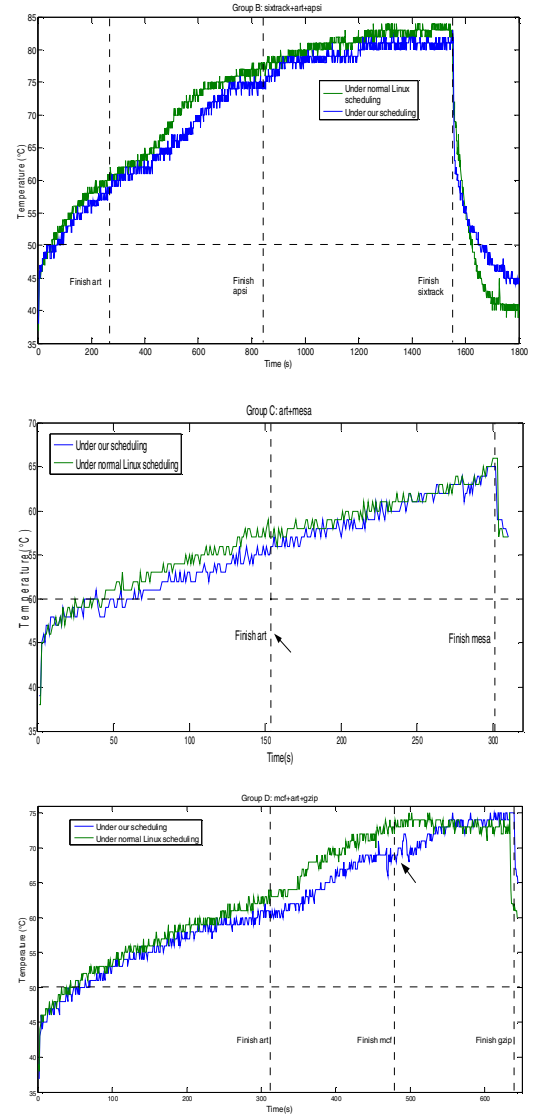 Group B: sixtrack+art+apsi
85
80
75
70
65
60
55
50
45
40
35
Temperature (°C)
Under normal Linux
scheduling
Under our scheduling
Finish art
Finish
apsi
Finish
sixtrack
0 200 400 600 800 1000 1200 1400 1600 1800
Time (s)
Group C: art+mesa
70
65
60
55
60
45
40
35
Temperature(°C)
Under our scheduling
Under normal Linux scheduling
Finish art
Finish mesa
0 50 100 150 200 250 300
Time(s)
Group D: mcf+art+gzip
75
70
65
60
55
50
45
40
35
Temperature (°C)
Under our scheduling
Under normal Linux scheduling
Finish art
Finish mcf
Finish gzip
0 100 200 300 400 500 600
Time(s)